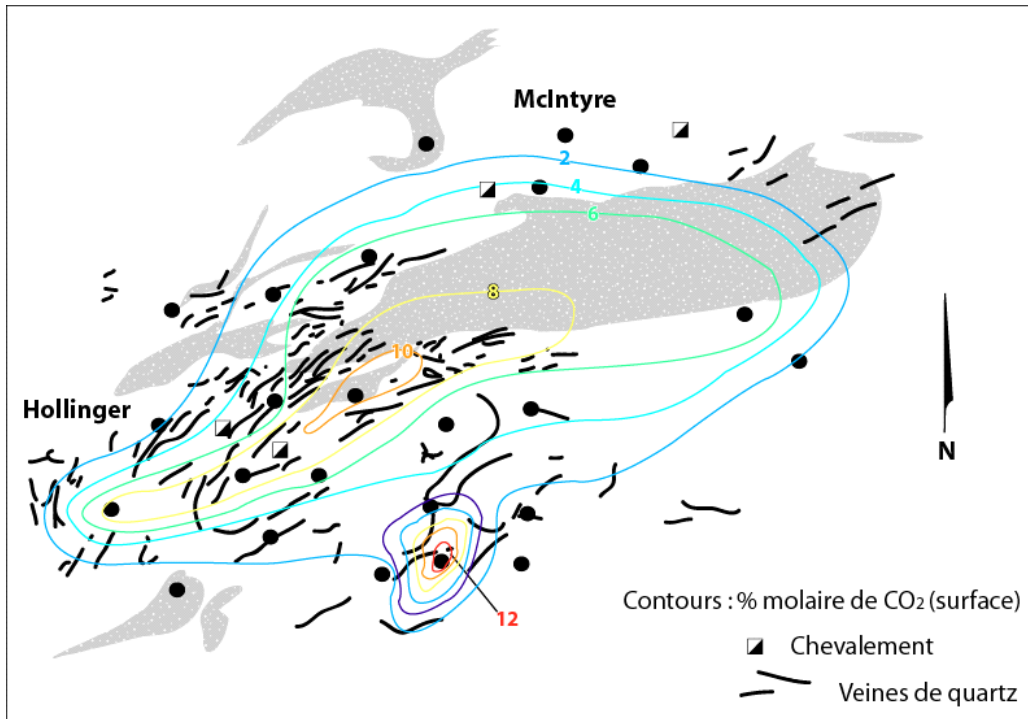 McIntyre
2
4
6
8
10
Hollinger
N
12
Contours : % molaire de CO₂ (surface)
Chevalement
Veines de quartz